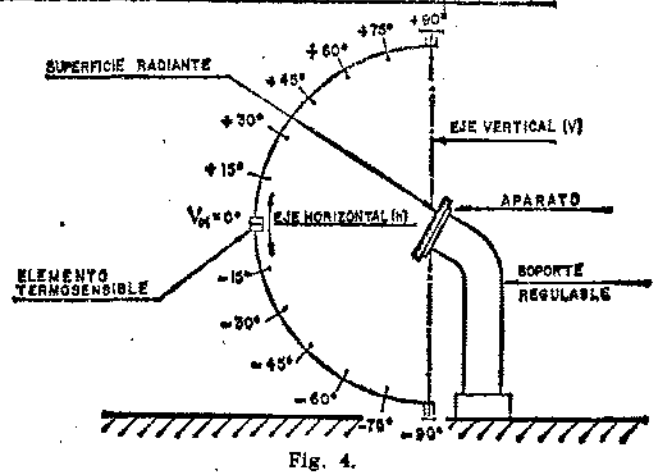 +90°
+75°
+60°
SUPERFICIE RADIANTE
+45°
+30°
EJE VERTICAL (V)
+15°
APARATO
Vα=0°
EJE HORIZONTAL (h)
ELEMENTO
TERMOSENSIBLE
-15°
SOPORTE
REGULABLE
-30°
-45°
-60°
-75°
-90°
Fig. 4.